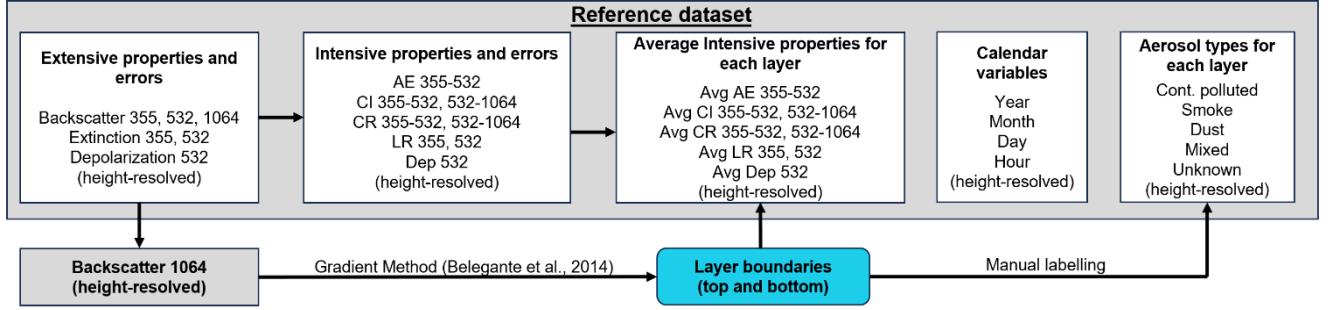 Reference dataset
Extensive properties and
errors
Backscatter 355, 532, 1064
Extinction 355, 532
Depolarization 532
(height-resolved)
Intensive properties and errors
AE 355-532
CI 355-532, 532-1064
CR 355-532, 532-1064
LR 355, 532
Dep 532
(height-resolved)
Average Intensive properties for
each layer
Avg AE 355-532
Avg CI 355-532, 532-1064
Avg CR 355-532, 532-1064
Avg LR 355, 532
Avg Dep 532
(height-resolved)
Calendar
variables
Year
Month
Day
Hour
(height-resolved)
Aerosol types for
each layer
Cont. polluted
Smoke
Dust
Mixed
Unknown
(height-resolved)
Backscatter 1064
(height-resolved)
Gradient Method (Belegante et al., 2014)
Layer boundaries
(top and bottom)
Manual labelling